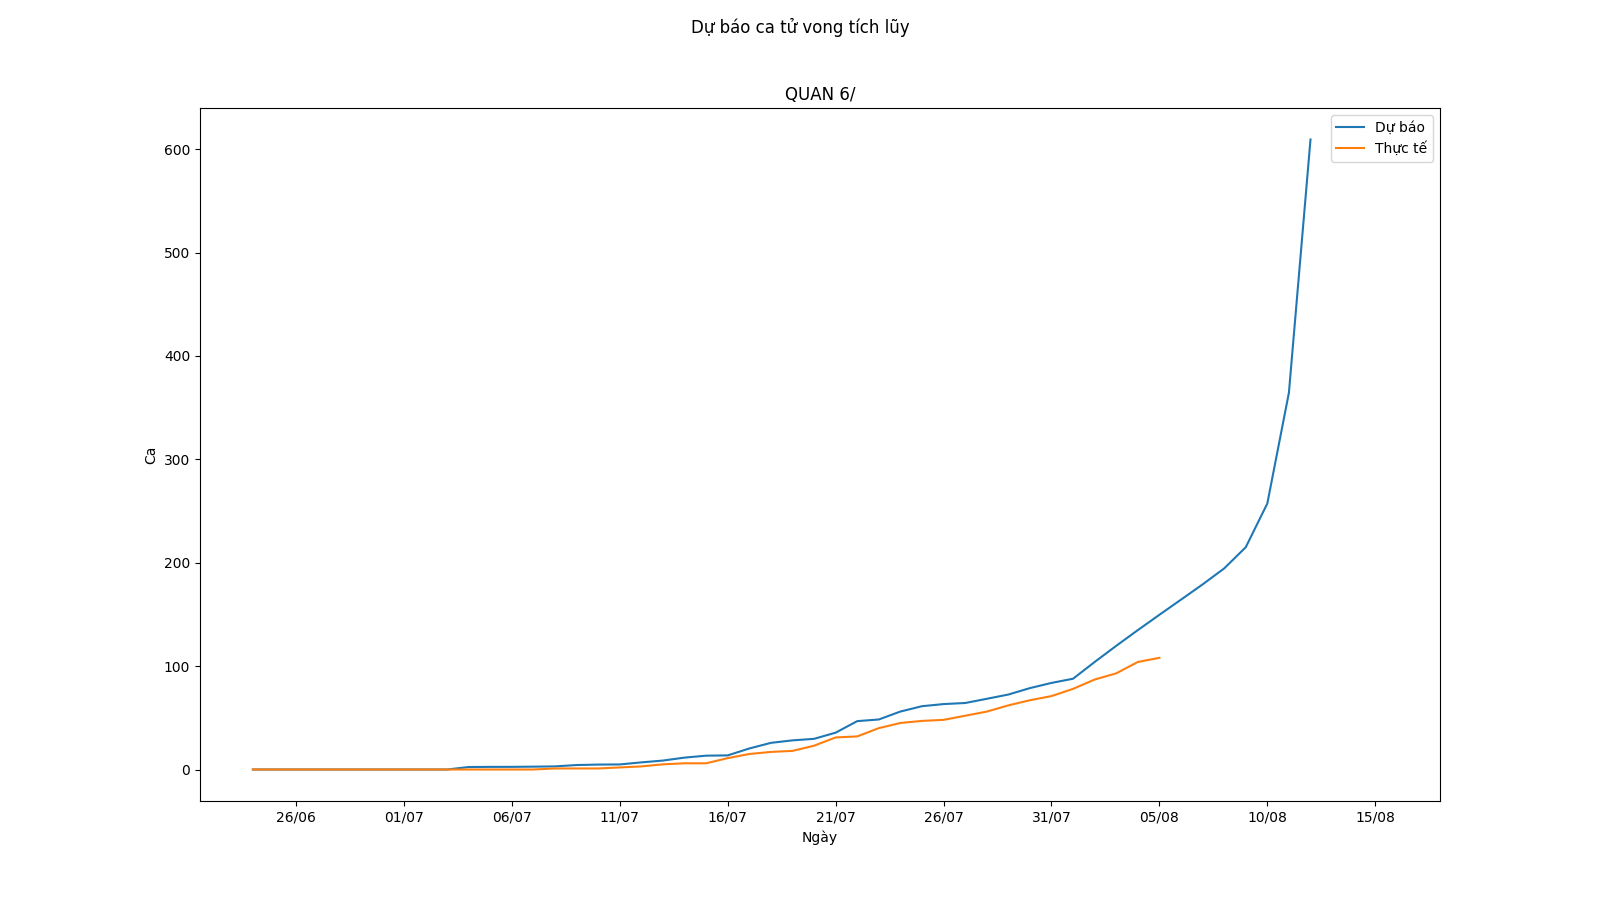 Dự báo ca tử vong tích lũy
QUAN 6/
Dự báo
Thực tế
600
500
400
300
200
100
0
Ca
26/06 01/07 06/07 11/07 16/07 21/07 26/07 31/07 05/08 10/08 15/08
Ngày